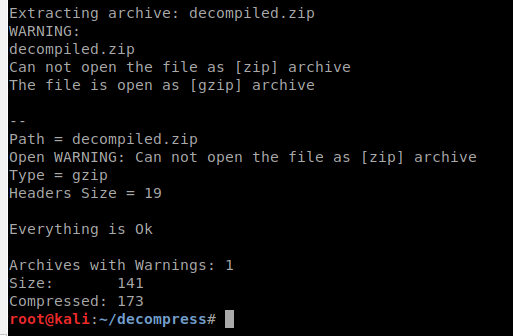 Extracting archive: decompiled.zip
WARNING:
decompiled.zip
Can not open the file as [zip] archive
The file is open as [gzip] archive
--
Path = decompiled.zip
Open WARNING: Can not open the file as [zip] archive
Type = gzip
Headers Size = 19
Everything is Ok
Archives with Warnings: 1
Size:       141
Compressed: 173
root@kali:~/decompress#